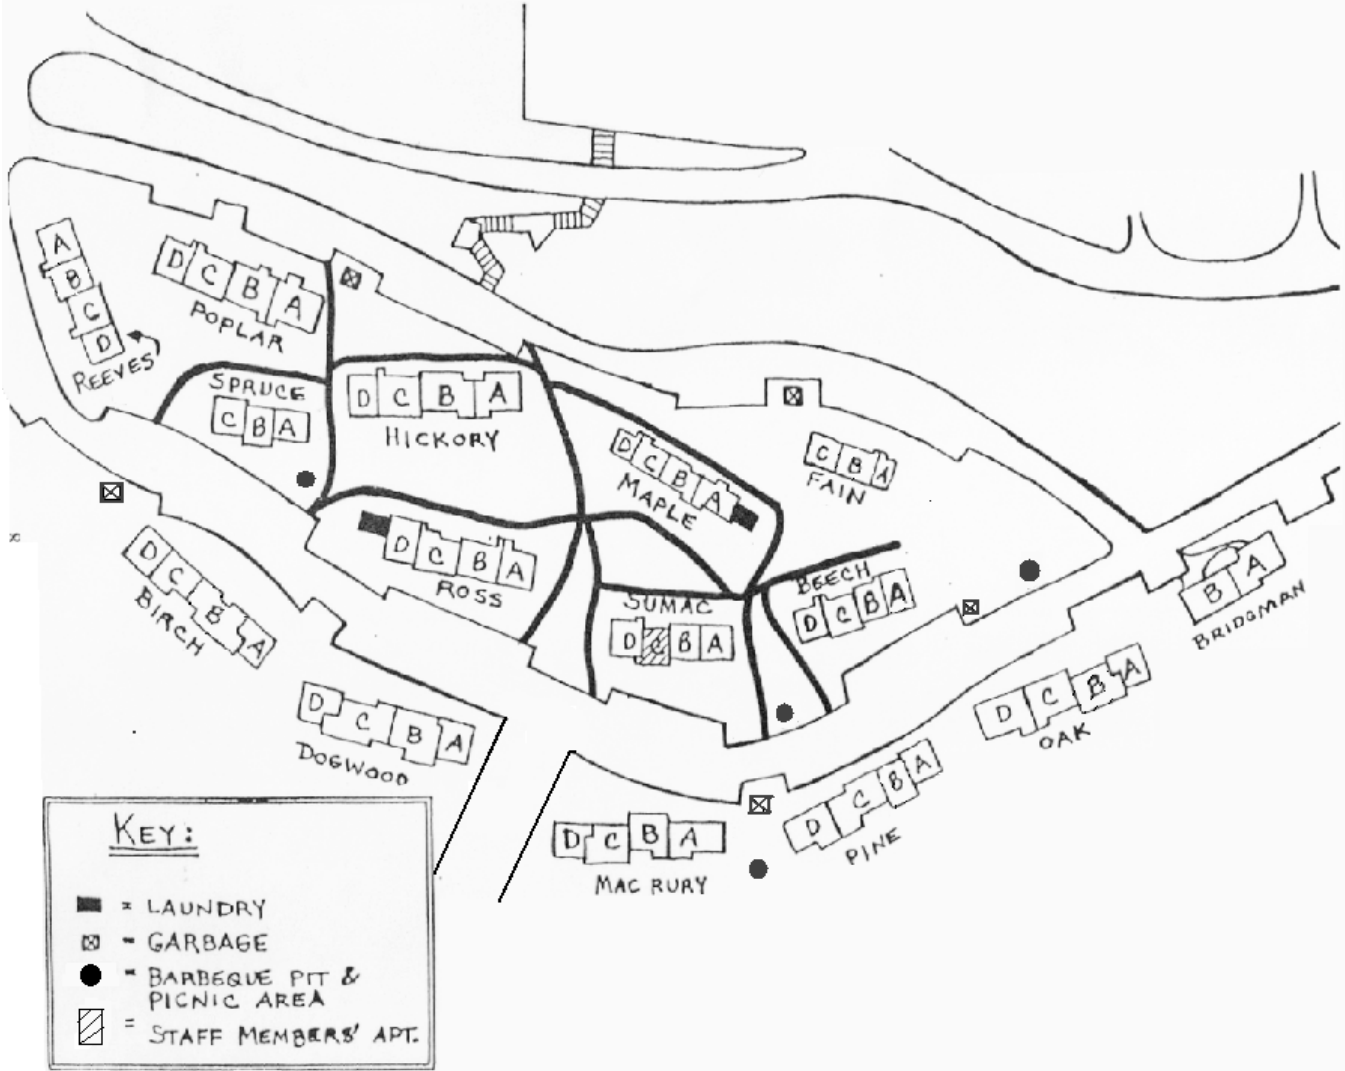 A
B
C
D
REEVES
D C B A
POPLAR
SPRUCE
C B A
D C B A
HICKORY
D C B A
MAPLE
C B A
FAIN
D C B A
ROSS
SUMAC
D C B A
BEECH
D C B A
B A
BRIDGMAN
D C B A
BIRCH
D C B A
DOGWOOD
D C B A
OAK
D C B A
PINE
D C B A
MAC RURY
KEY:
= LAUNDRY
= GARBAGE
= BARBEQUE PIT &
PICNIC AREA
= STAFF MEMBERS' APT.